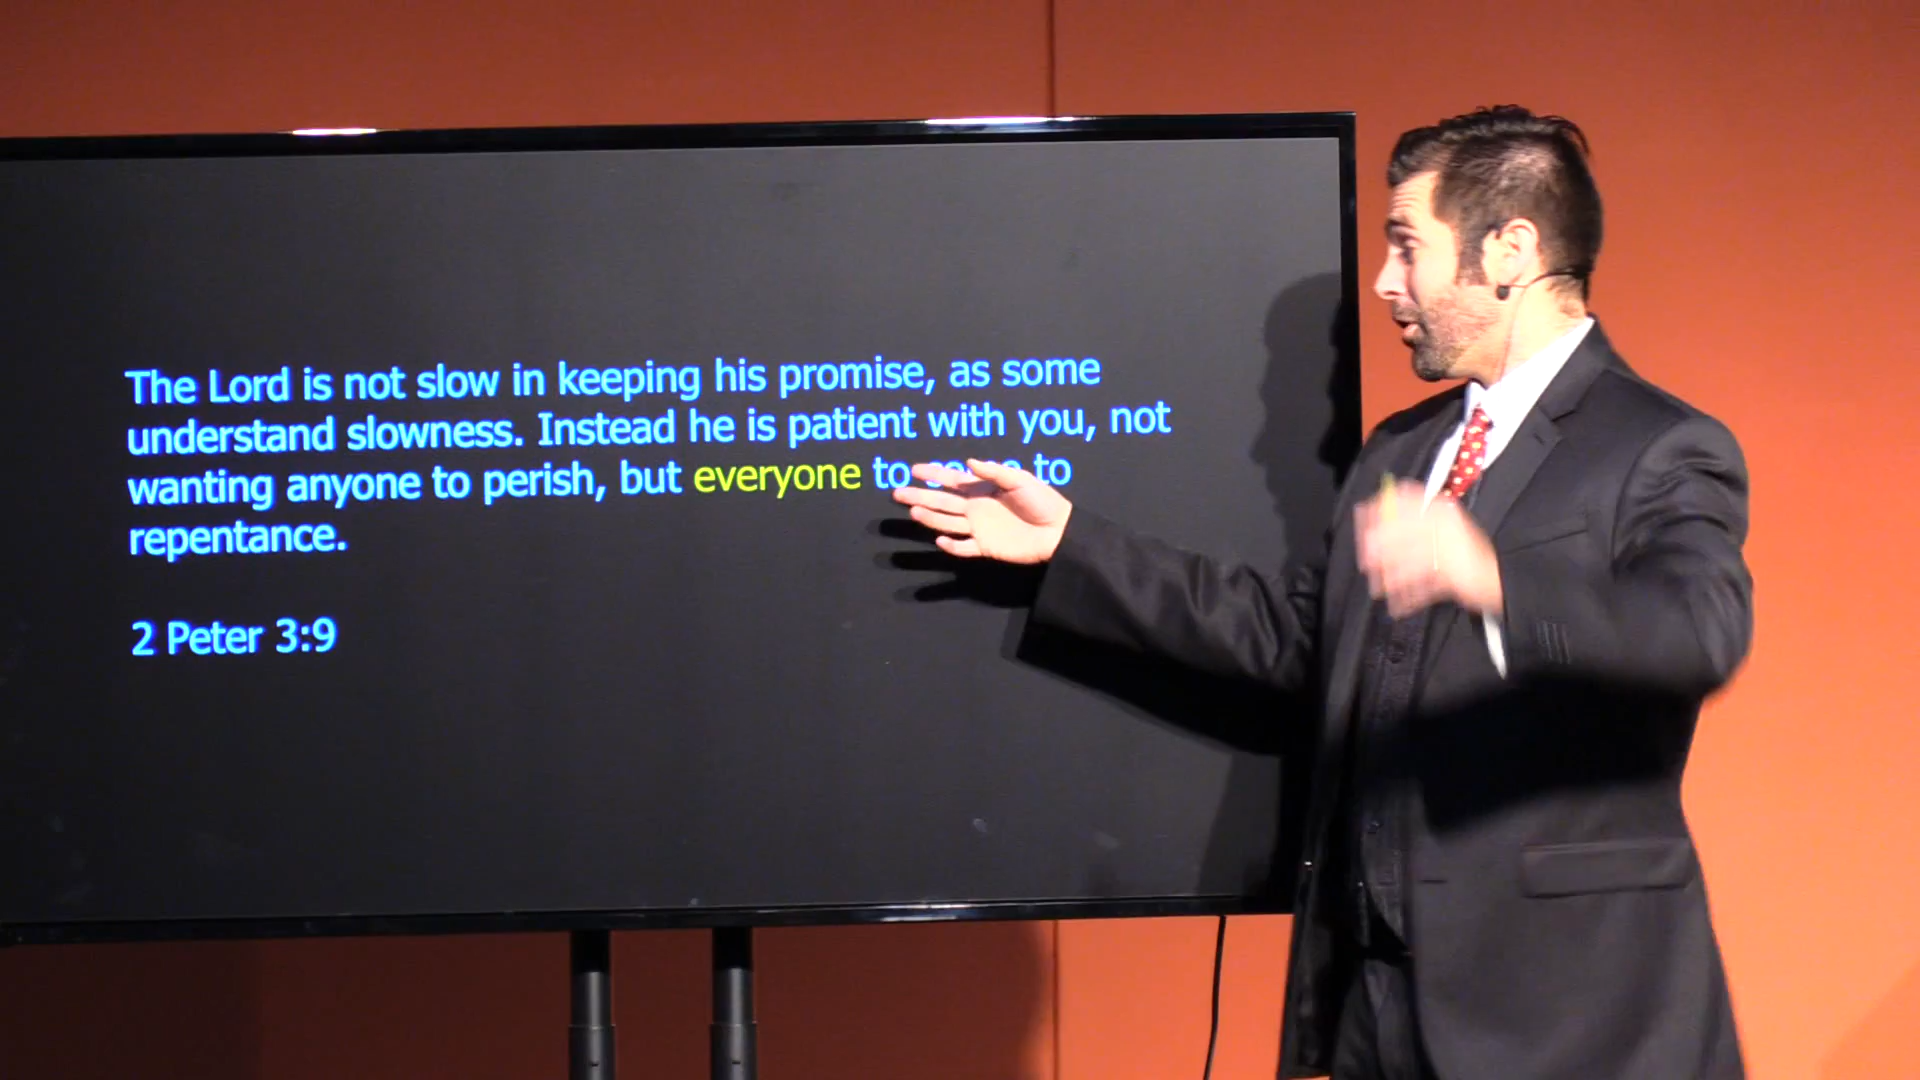 The Lord is not slow in keeping his promise, as some
understand slowness. Instead he is patient with you, not
wanting anyone to perish, but everyone to come to
repentance.
2 Peter 3:9